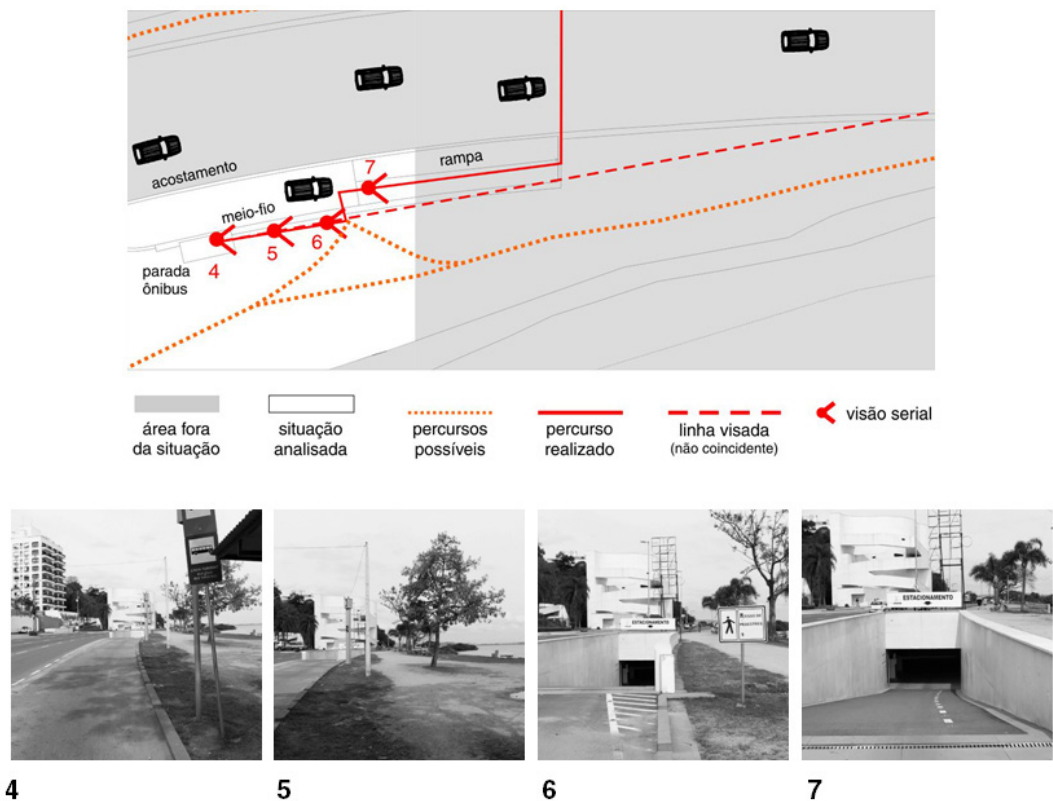 acostamento
7
rampa
meio-fio
4
5
6
parada
ônibus
área fora
da situação
situação
analisada
percursos
possíveis
percurso
realizado
linha visada
(não coincidente)
visão serial
ESTACIONAMENTO
ESTACIONAMENTO
4
5
6
7